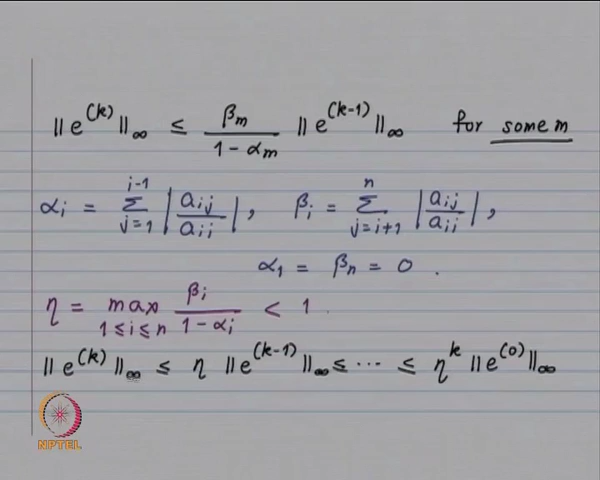 ‖e^(k)‖_∞ ≤ β_m / (1 - α_m) ‖e^(k-1)‖_∞ for some m
α_i = Σ_{j=1}^{i-1} |a_ij / a_ii|, β_i = Σ_{j=i+1}^{n} |a_ij / a_ii|,
α_1 = β_n = 0.
η = max_{1≤i≤n} β_i / (1-α_i) < 1.
‖e^(k)‖_∞ ≤ η ‖e^(k-1)‖_∞ ≤ ⋯ ≤ η^k ‖e^(0)‖_∞
NPTEL